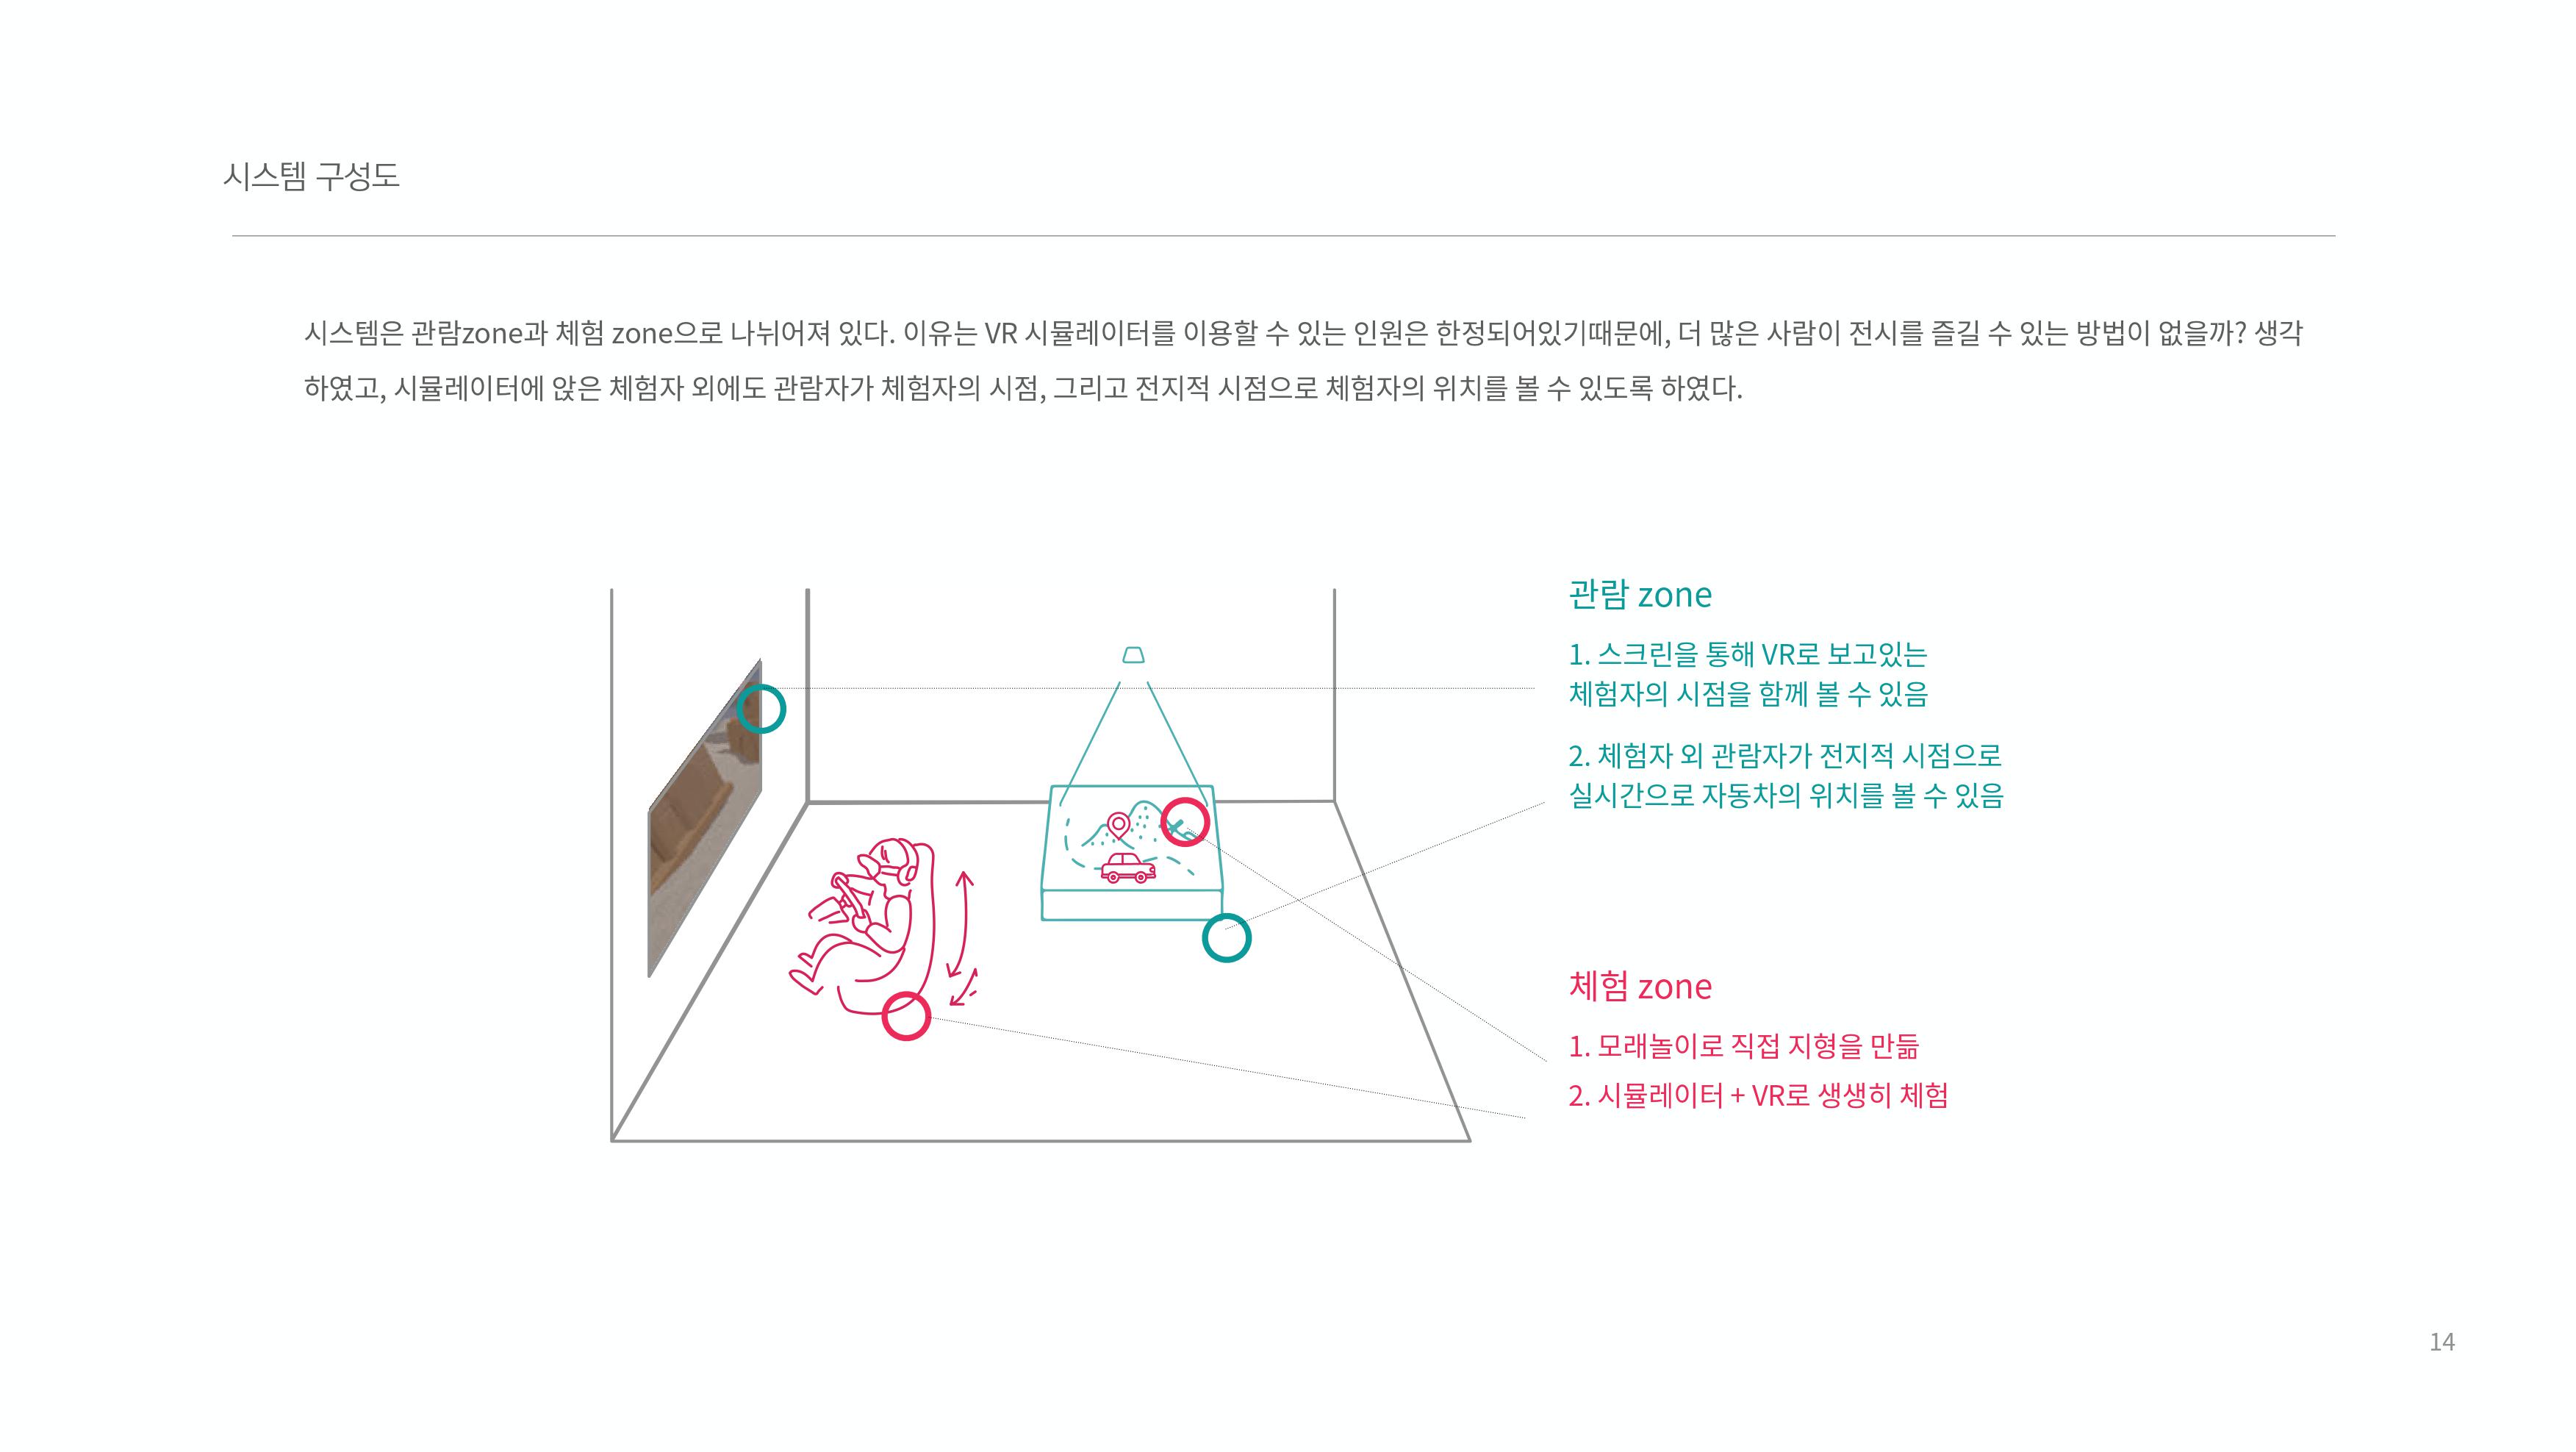 시스템 구성도
시스템은 관람zone과 체험 zone으로 나뉘어져 있다. 이유는 VR 시뮬레이터를 이용할 수 있는 인원은 한정되어있기때문에, 더 많은 사람이 전시를 즐길 수 있는 방법이 없을까? 생각
하였고, 시뮬레이터에 앉은 체험자 외에도 관람자가 체험자의 시점, 그리고 전지적 시점으로 체험자의 위치를 볼 수 있도록 하였다.
관람 zone
1. 스크린을 통해 VR로 보고있는
체험자의 시점을 함께 볼 수 있음
2. 체험자 외 관람자가 전지적 시점으로
실시간으로 자동차의 위치를 볼 수 있음
체험 zone
1. 모래놀이로 직접 지형을 만듦
2. 시뮬레이터 + VR로 생생히 체험
14